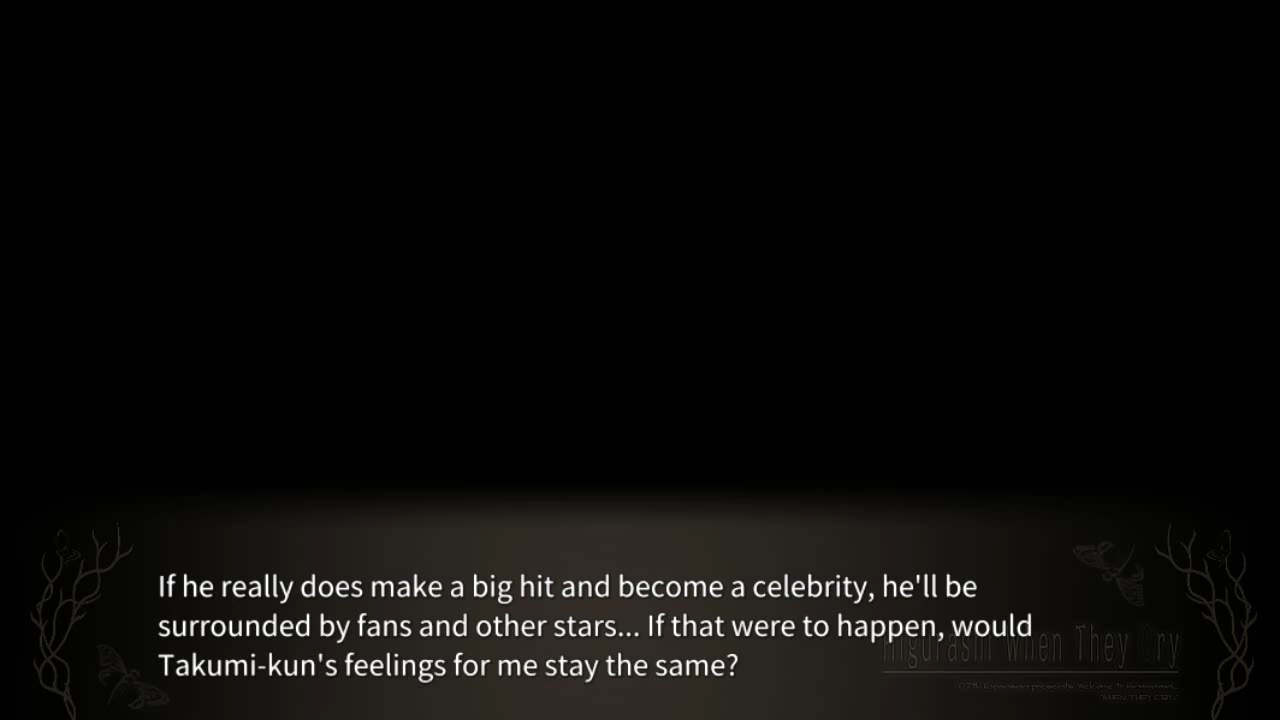 If he really does make a big hit and become a celebrity, he'll be
surrounded by fans and other stars... If that were to happen, would
Takumi-kun's feelings for me stay the same?
Higurashi When They Cry